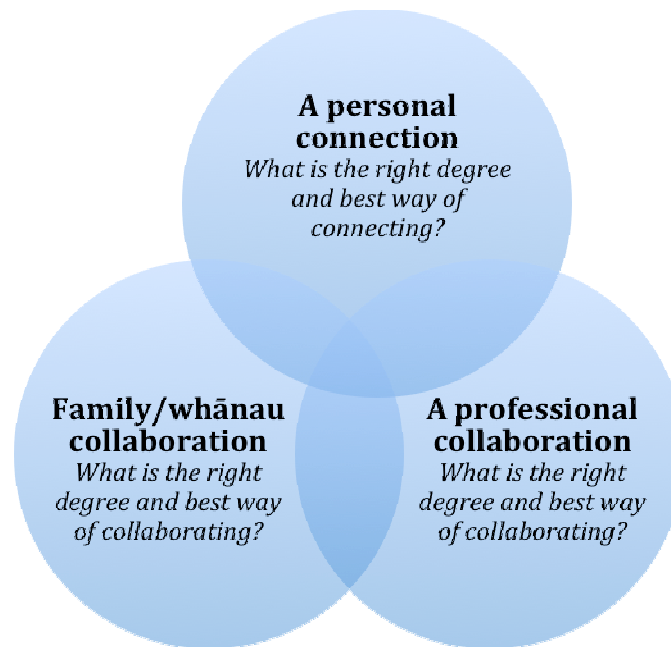 A personal
connection
What is the right degree
and best way of
connecting?
Family/whānau
collaboration
What is the right
degree and best way
of collaborating?
A professional
collaboration
What is the right
degree and best way
of collaborating?